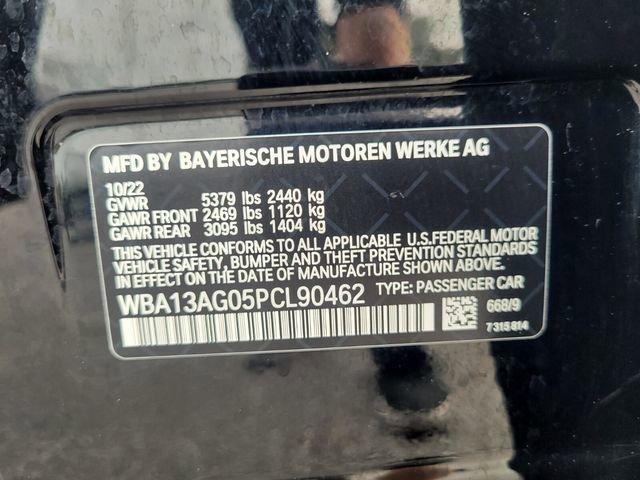 MFD BY BAYERISCHE MOTOREN WERKE AG
10/22
GVWR 5379 lbs 2440 kg
GAWR FRONT 2469 lbs 1120 kg
GAWR REAR 3095 lbs 1404 kg
THIS VEHICLE CONFORMS TO ALL APPLICABLE U.S.FEDERAL MOTOR
VEHICLE SAFETY, BUMPER AND THEFT PREVENTION STANDARDS
IN EFFECT ON THE DATE OF MANUFACTURE SHOWN ABOVE.
WBA13AG05PCL90462 TYPE: PASSENGER CAR
668/9
7 315 814